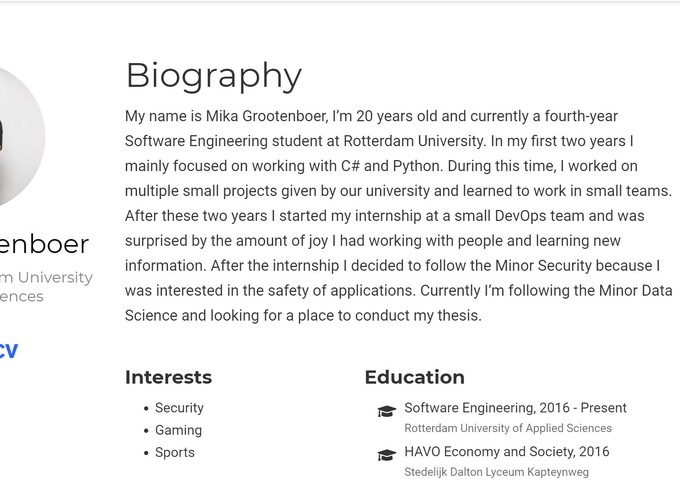 Biography
My name is Mika Grootenboer, I'm 20 years old and currently a fourth-year
Software Engineering student at Rotterdam University. In my first two years I
mainly focused on working with C# and Python. During this time, I worked on
multiple small projects given by our university and learned to work in small teams.
After these two years I started my internship at a small DevOps team and was
surprised by the amount of joy I had working with people and learning new
information. After the internship I decided to follow the Minor Security because I
was interested in the safety of applications. Currently I'm following the Minor Data
Science and looking for a place to conduct my thesis.
enboer
m University
ences
CV
Interests
Security
Gaming
Sports
Education
Software Engineering, 2016 - Present
Rotterdam University of Applied Sciences
HAVO Economy and Society, 2016
Stedelijk Dalton Lyceum Kapteynweg